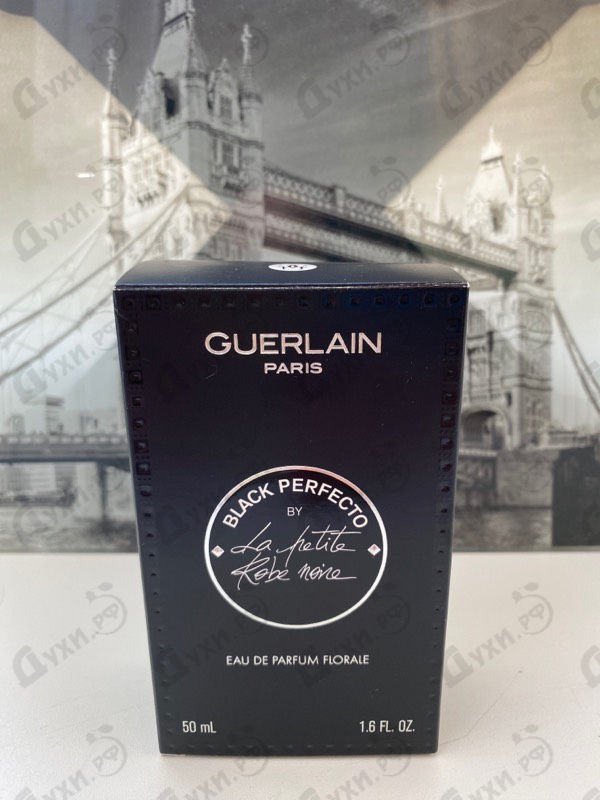 GUERLAIN
PARIS
BLACK PERFECTO
BY
La petite
Robe noire
EAU DE PARFUM FLORALE
50 mL
1.6 FL. OZ.
Духи.РФ